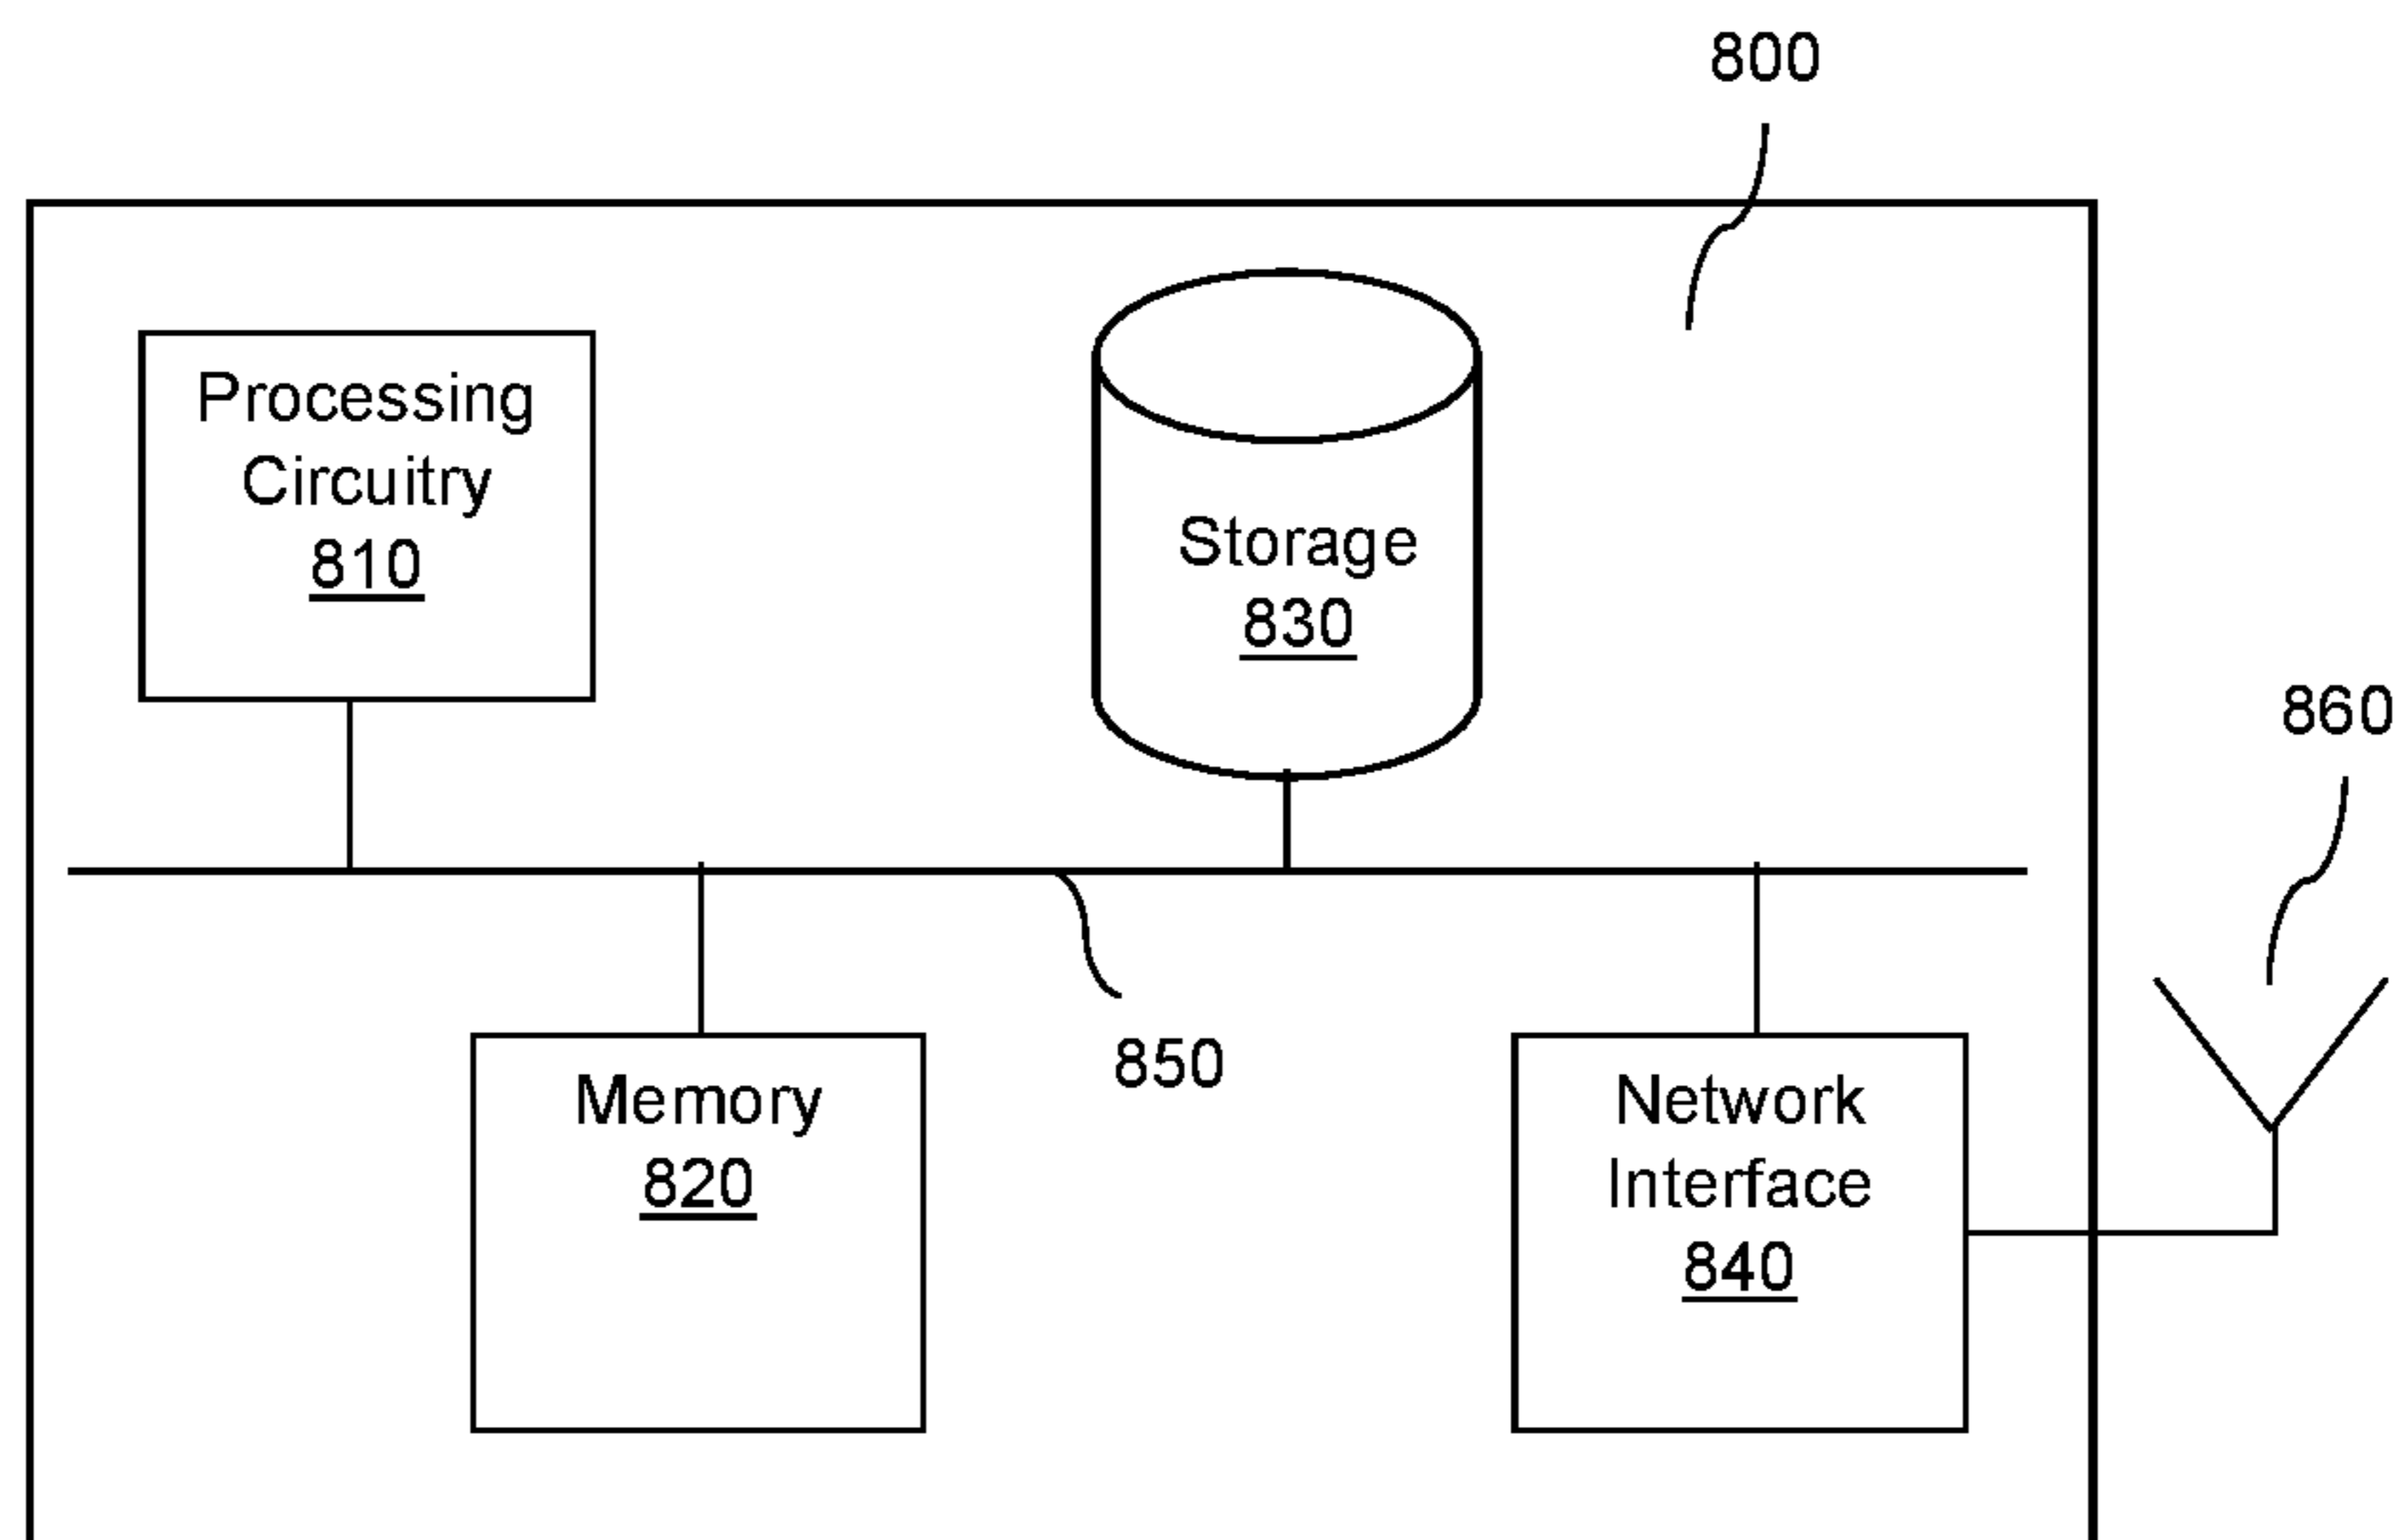 800
Processing
Circuitry
810
Storage
830
860
850
Memory
820
Network
Interface
840